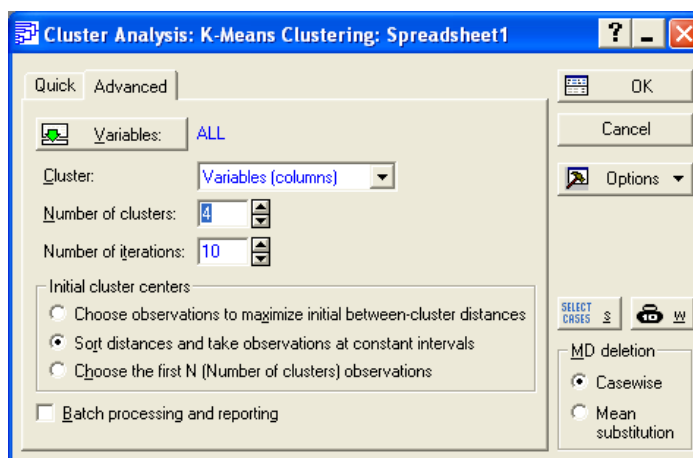 Cluster Analysis: K-Means Clustering: Spreadsheet1
Quick Advanced
Variables: ALL
Cluster: Variables (columns)
Number of clusters: 4
Number of iterations: 10
Initial cluster centers
Choose observations to maximize initial between-cluster distances
Sort distances and take observations at constant intervals
Choose the first N (Number of clusters) observations
Batch processing and reporting
OK
Cancel
Options
SELECT
CASES S W
MD deletion
Casewise
Mean
substitution